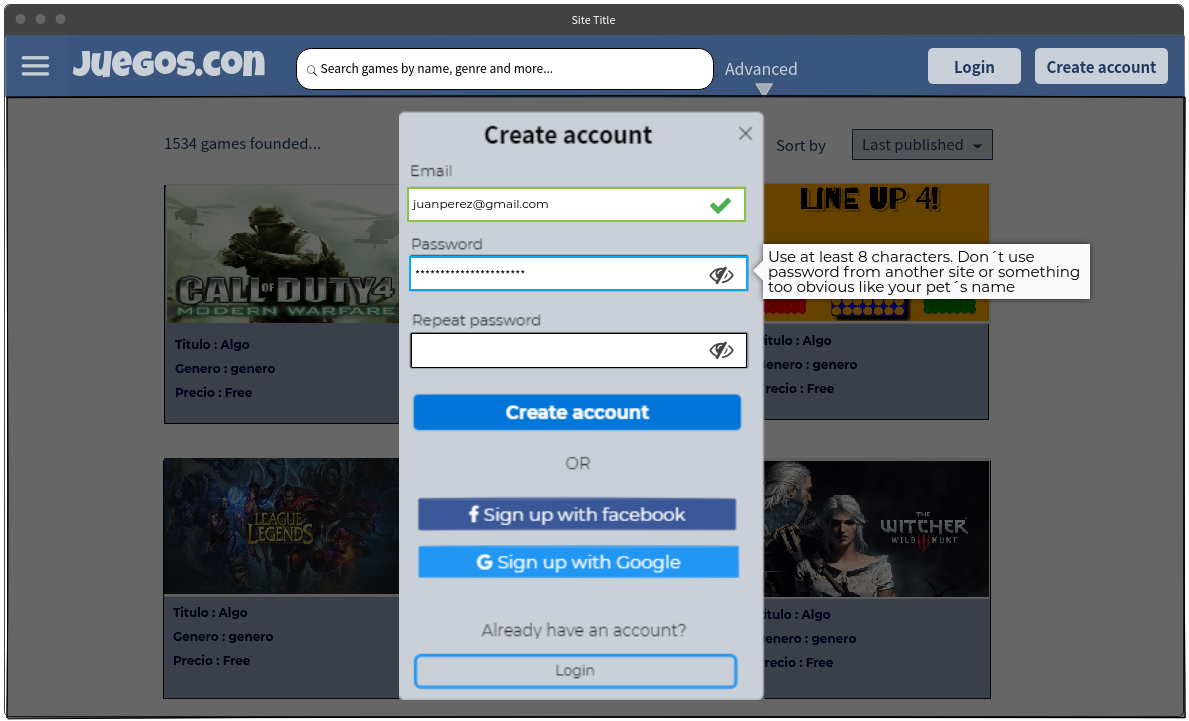 Site Title
Juegos.con
Search games by name, genre and more...
Advanced
Login
Create account
1534 games founded...
Sort by
Last published
Create account
Email
juanperez@gmail.com
Password
**********************
Use at least 8 characters. Don´t use
password from another site or something
too obvious like your pet´s name
Repeat password
Create account
OR
Sign up with facebook
Sign up with Google
Already have an account?
Login
CALL OF DUTY 4
MODERN WARFARE
Titulo : Algo
Genero : genero
Precio : Free
LINE UP 4!
itulo : Algo
enero : genero
recio : Free
LEAGUE of
LEGENDS
Titulo : Algo
Genero : genero
Precio : Free
THE
WITCHER
WILD HUNT
itulo : Algo
enero : genero
recio : Free